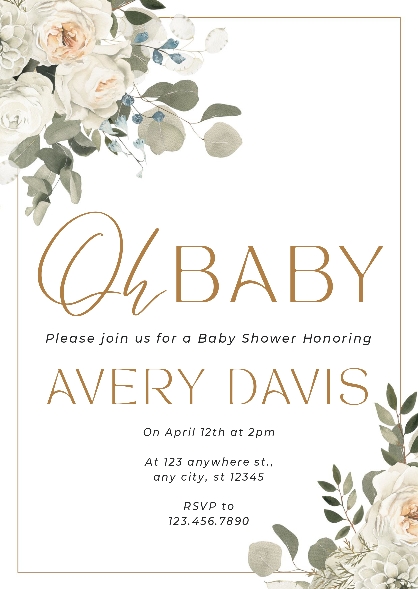 Oh BABY
Please join us for a Baby Shower Honoring
AVERY DAVIS
On April 12th at 2pm
At 123 anywhere st.,
any city, st 12345
RSVP to
123.456.7890